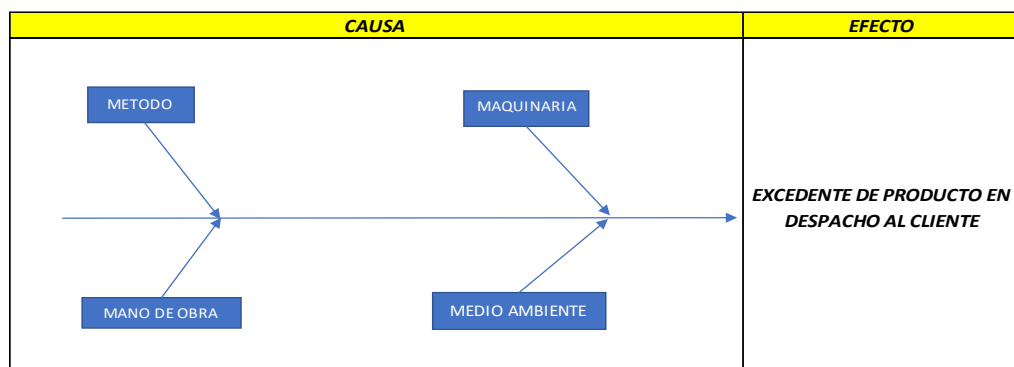 CAUSA
EFECTO
METODO
MAQUINARIA
EXCEDENTE DE PRODUCTO EN
DESPACHO AL CLIENTE
MANO DE OBRA
MEDIO AMBIENTE